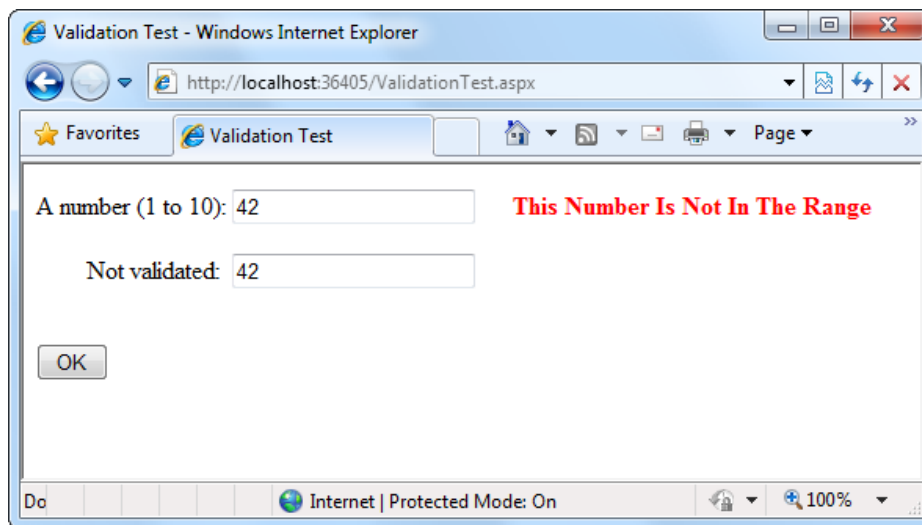 Validation Test - Windows Internet Explorer
http://localhost:36405/ValidationTest.aspx
Favorites
Validation Test
Page
A number (1 to 10): 42
This Number Is Not In The Range
Not validated: 42
OK
Do
Internet | Protected Mode: On
100%